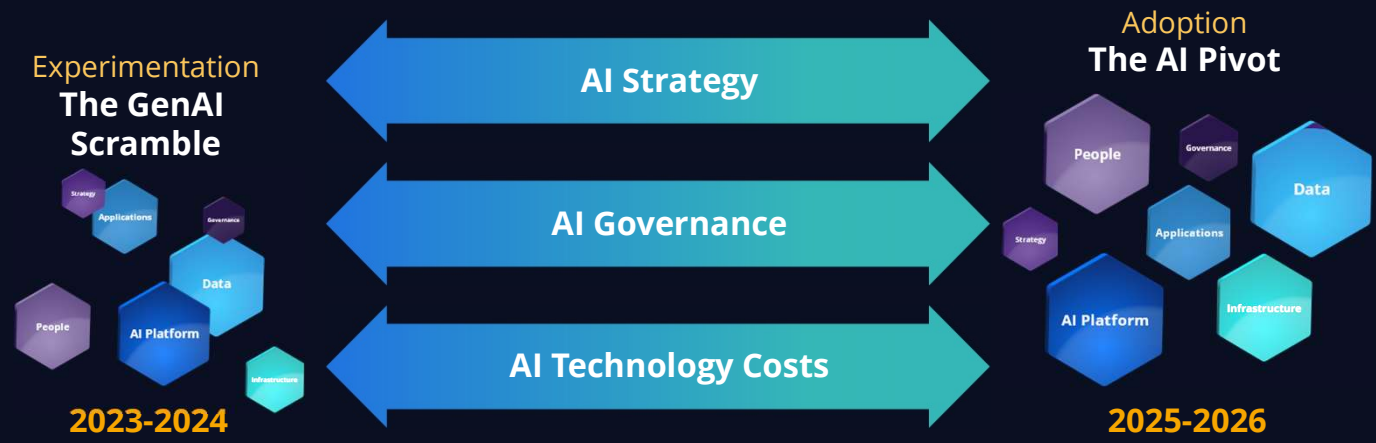 Experimentation
The GenAI
Scramble
Strategy
Applications
Governance
Data
People
AI Platform
Infrastructure
2023-2024
AI Strategy
AI Governance
AI Technology Costs
Adoption
The AI Pivot
People
Governance
Data
Strategy
Applications
AI Platform
Infrastructure
2025-2026